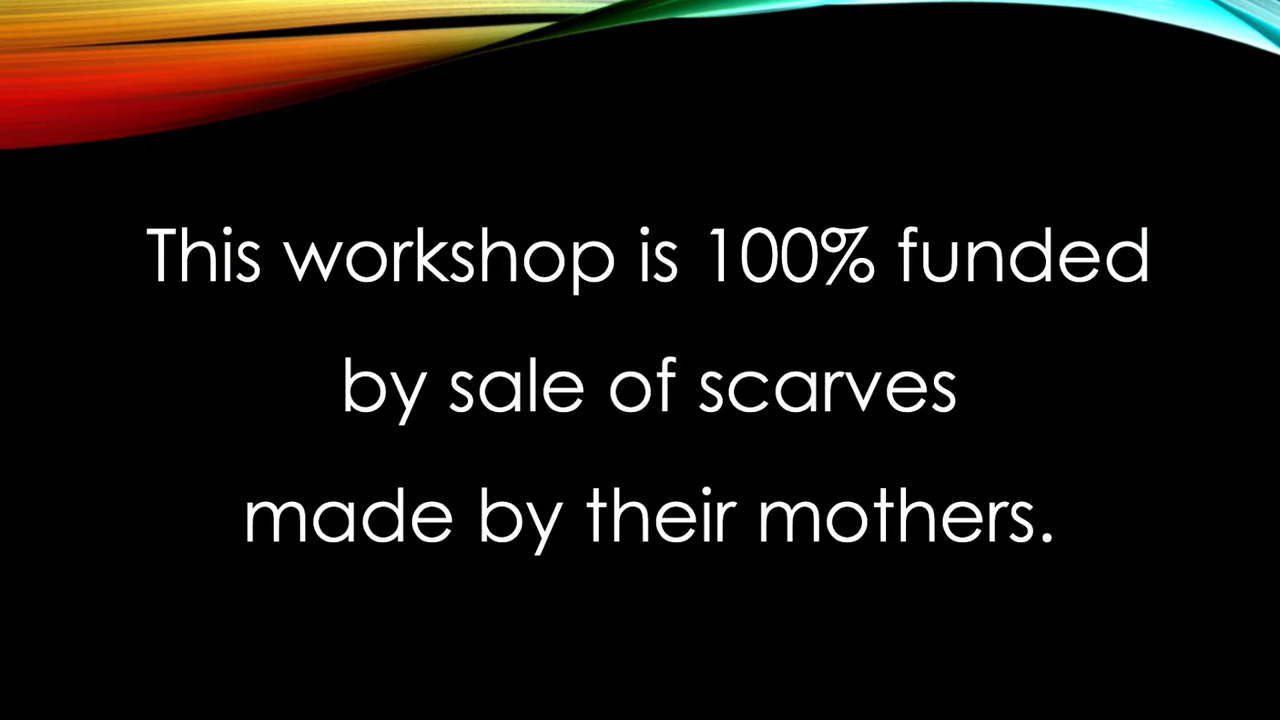 This workshop is 100% funded
by sale of scarves
made by their mothers.